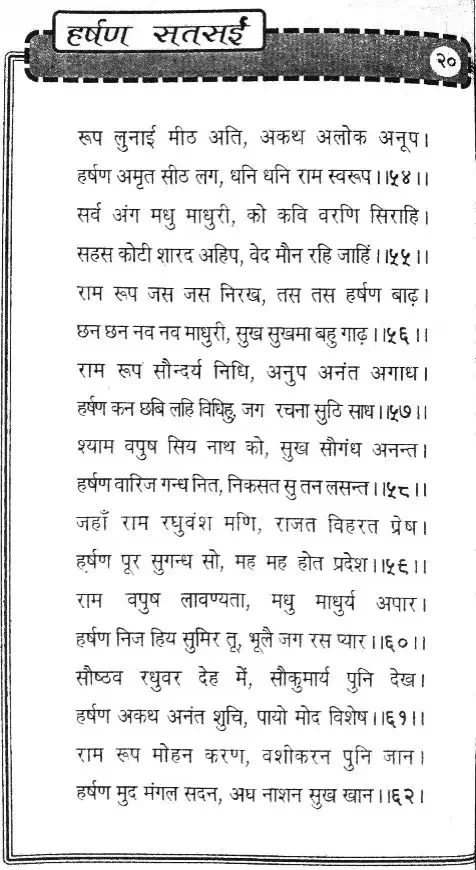 हर्षण सतसई
२०
रूप लुनाई मीठ अति, अकथ अलोक अनूप।
हर्षण अमृत सीठ लग, धनि धनि राम स्वरूप।।५४।।
सर्व अंग मधु माधुरी, को कवि वरणि सिराहि।
सहस कोटी शारद अहिप, वेद मौन रहि जाहिं।।५५।।
राम रूप जस जस निरख, तस तस हर्षण बाढ़।
छन छन नव नव माधुरी, सुख सुखमा बहु गाढ़।।५६।।
राम रूप सौन्दर्य निधि, अनुप अनंत अगाध।
हर्षण कन छबि लहि विधिहु, जग रचना सुठि साध।।५७।।
श्याम वपुष सिय नाथ को, सुख सौगंध अनन्त।
हर्षण वारिज गन्ध नित, निकसत सु तन लसन्त।।५८।।
जहाँ राम रघुवंश मणि, राजत विहरत प्रेष।
हर्षण पूर सुगन्ध सो, मह मह होत प्रदेश।।५९।।
राम वपुष लावण्यता, मधु माधुर्य अपार।
हर्षण निज हिय सुमिर तू, भूलै जग रस प्यार।।६०।।
सौष्ठव रघुवर देह में, सौकुमार्य पुनि देख।
हर्षण अकथ अनंत शुचि, पायो मोद विशेष।।६१।।
राम रूप मोहन करण, वशीकरन पुनि जान।
हर्षण मुद मंगल सदन, अघ नाशन सुख खान।।६२।